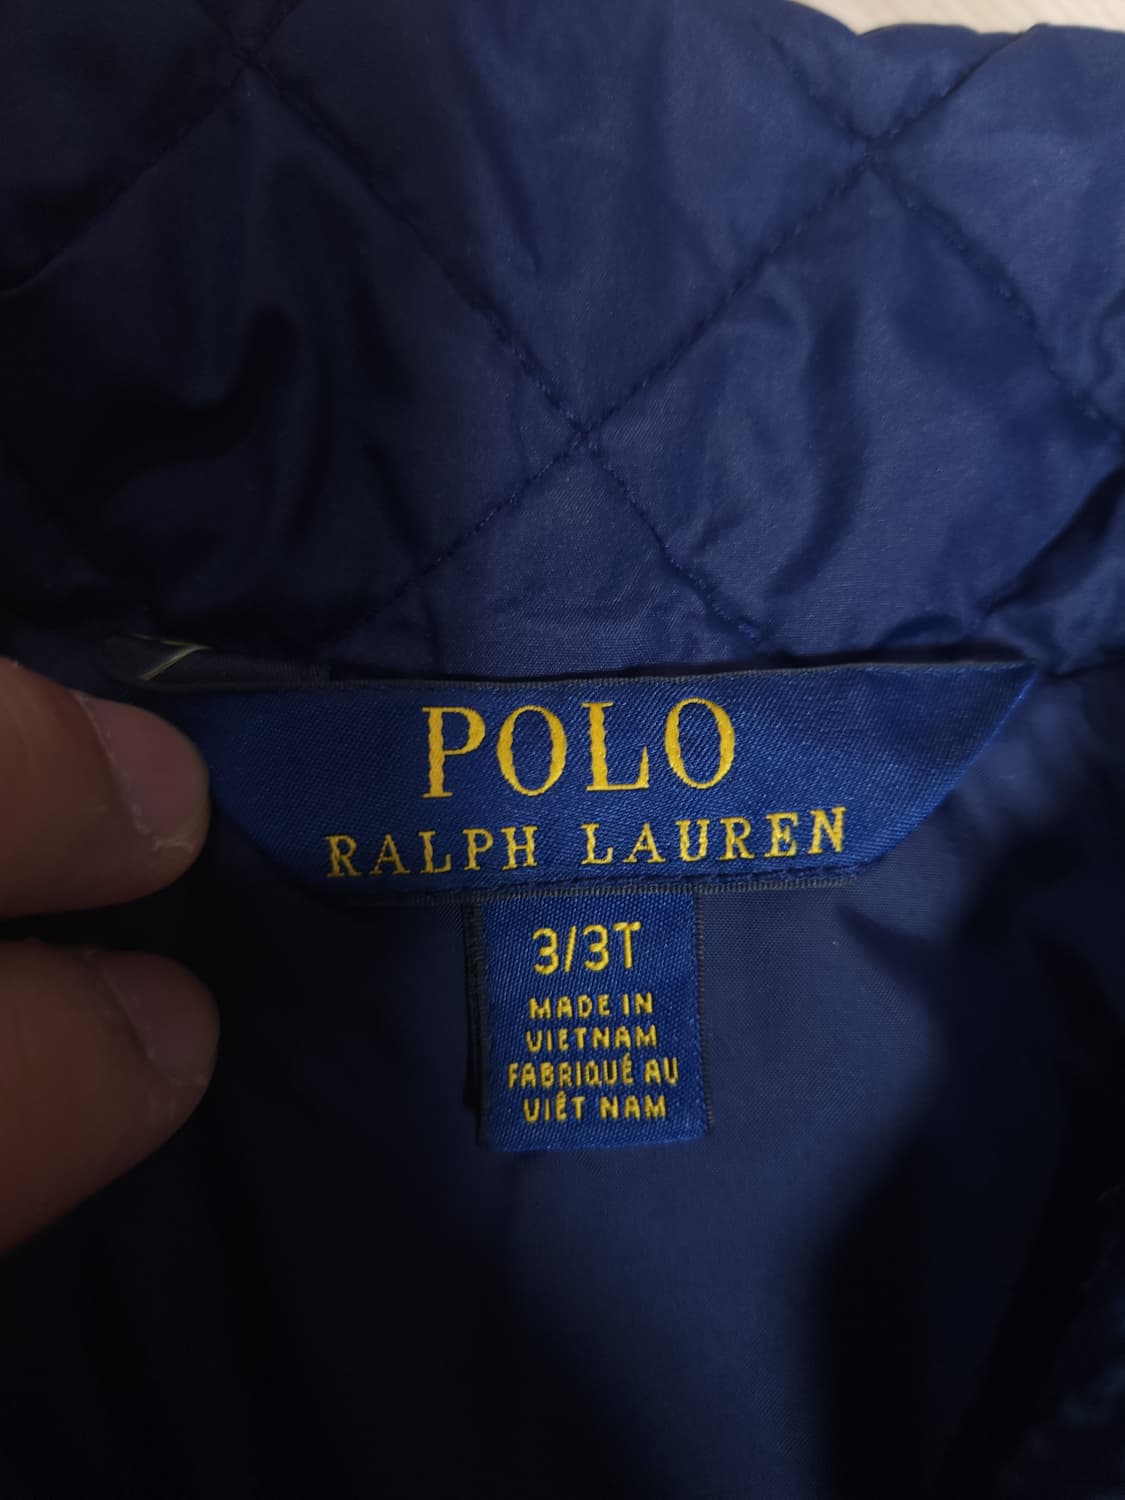 POLO
RALPH LAUREN
3/3T
MADE IN
VIETNAM
FABRIQUÉ AU
VIÊT NAM